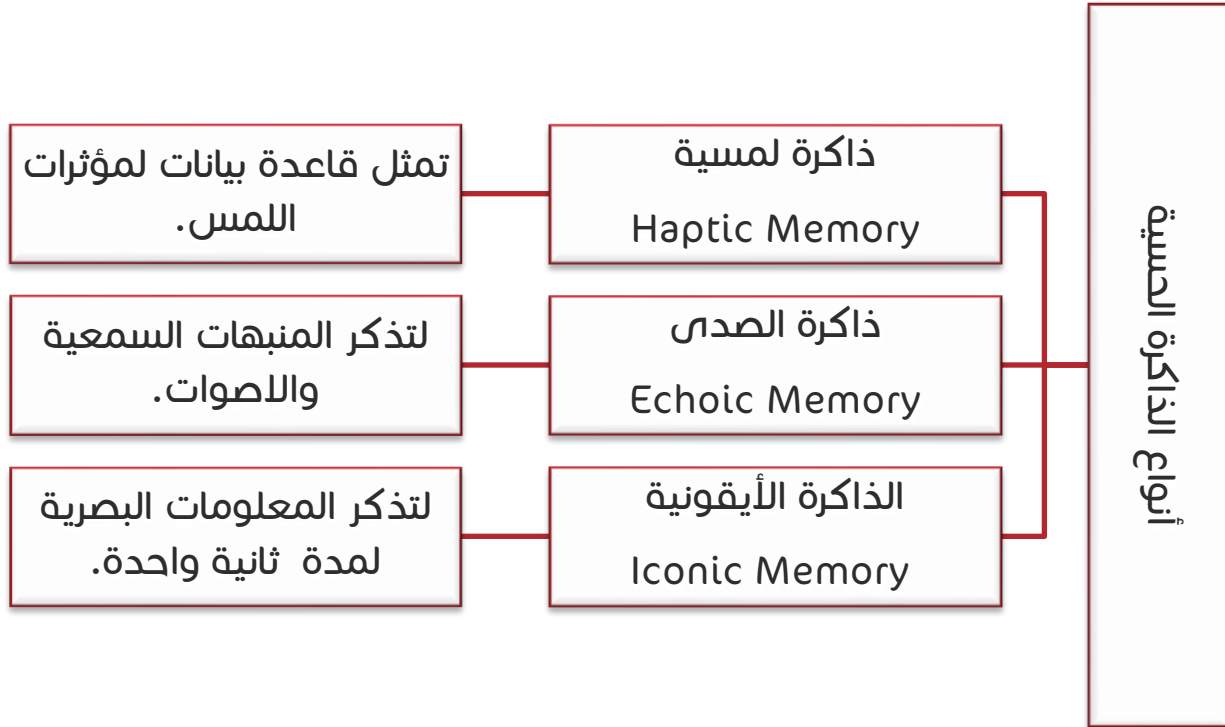 أنواع الذاكرة الحسية
ذاكرة لمسية
Haptic Memory
تمثل قاعدة بيانات لمؤثرات
اللمس.
ذاكرة الصدى
Echoic Memory
لتذكر المنبهات السمعية
والاصوات.
الذاكرة الأيقونية
Iconic Memory
لتذكر المعلومات البصرية
لمدة ثانية واحدة.